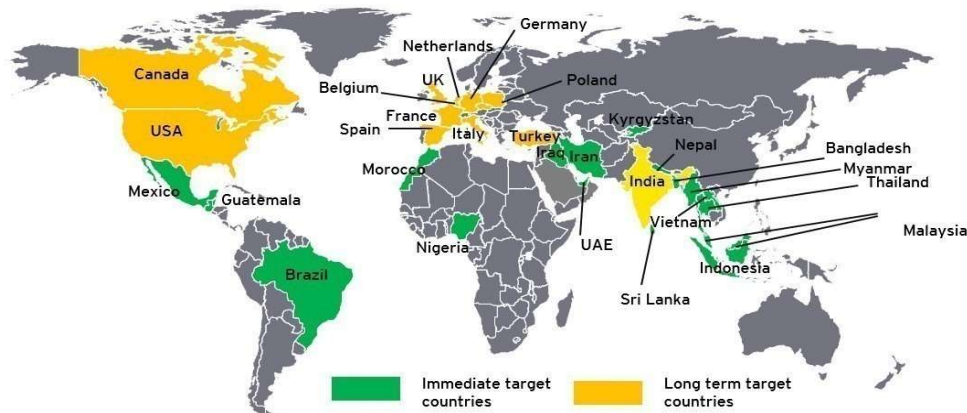 Germany
Netherlands
Canada
UK
Poland
Belgium
France
Kyrgyzstan
USA
Spain
Italy
Turkey
Bangladesh
Iraq
Iran
Nepal
Myanmar
Morocco
Thailand
India
Mexico
Guatemala
Vietnam
Malaysia
Nigeria
UAE
Indonesia
Brazil
Sri Lanka
Immediate target
countries
Long term target
countries